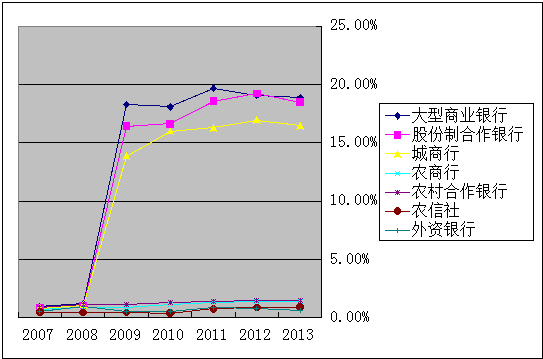 25.00%
20.00%
15.00%
10.00%
5.00%
0.00%
2007 2008 2009 2010 2011 2012 2013
大型商业银行
股份制合作银行
城商行
农商行
农村合作银行
农信社
外资银行